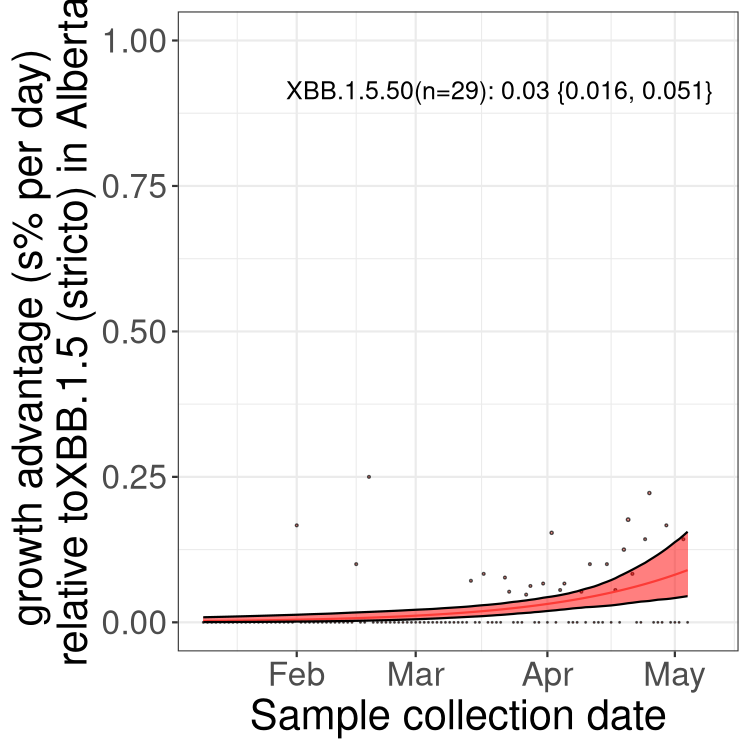 growth advantage (s% per day)
relative toXBB.1.5 (stricto) in Alberta
1.00
0.75
0.50
0.25
0.00
XBB.1.5.50(n=29): 0.03 {0.016, 0.051}
Feb Mar Apr May
Sample collection date